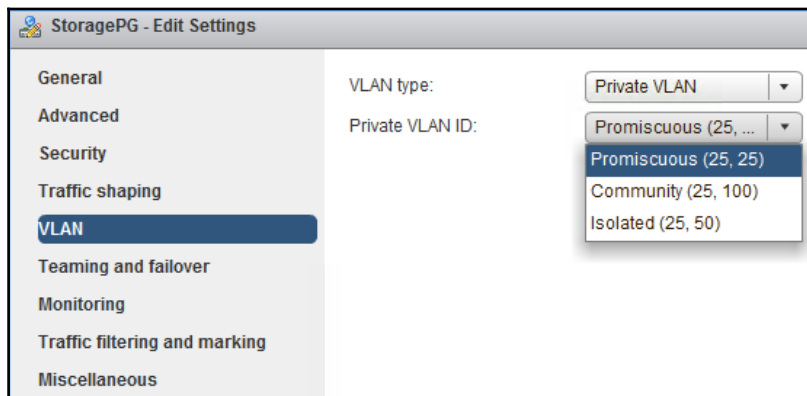 StoragePG - Edit Settings
General
Advanced
Security
Traffic shaping
VLAN
Teaming and failover
Monitoring
Traffic filtering and marking
Miscellaneous
VLAN type:
Private VLAN
Private VLAN ID:
Promiscuous (25, ...
Promiscuous (25, 25)
Community (25, 100)
Isolated (25, 50)